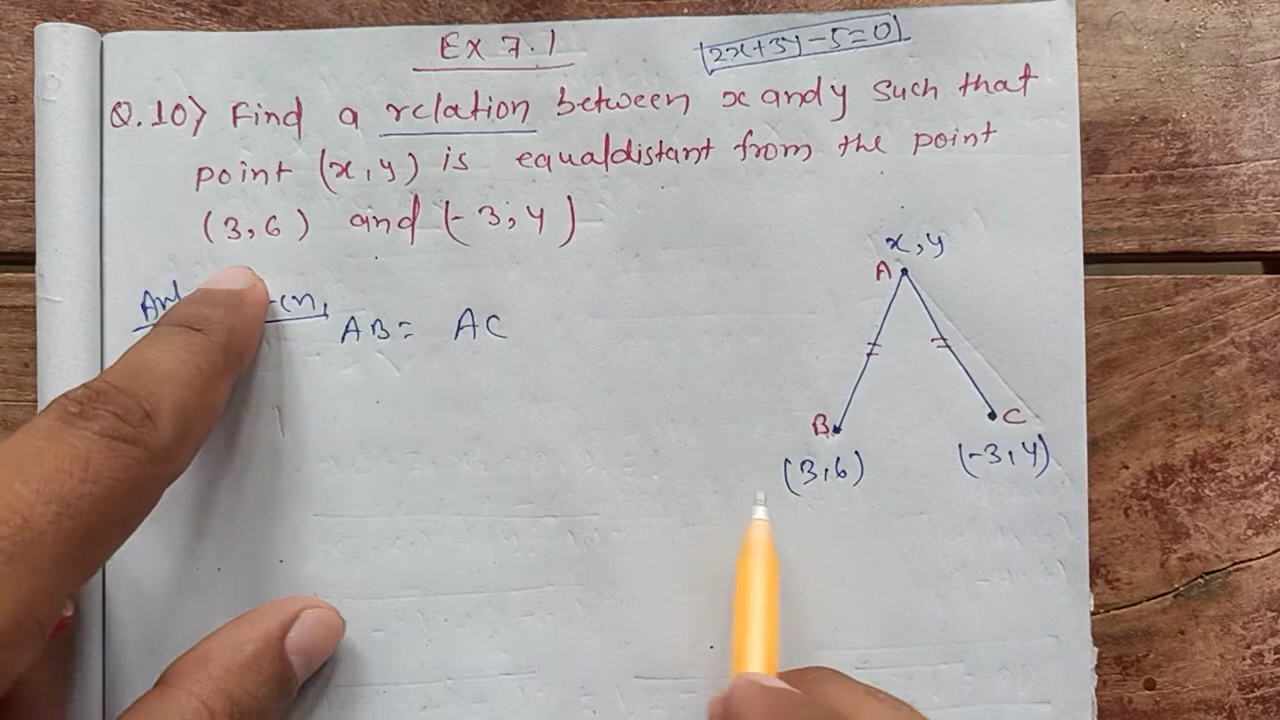 Ex 7.1
2x+3y-5=0
Q.10) Find a relation between x and y such that
point (x,y) is equaldistant from the point
(3,6) and (-3,4)
AB= AC
x,y
A
B
C
(3,6)
(-3,4)